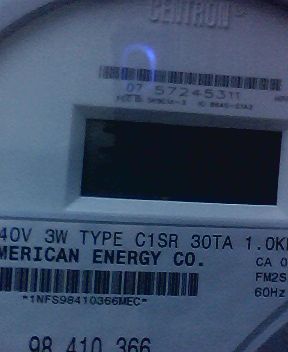 CENTRON
07 57245311
40V 3W TYPE C1SR 30TA 1.0K
MERICAN ENERGY CO.
CA 0
FM2S
*1NFS98410366MEC*
60Hz
98 410 366